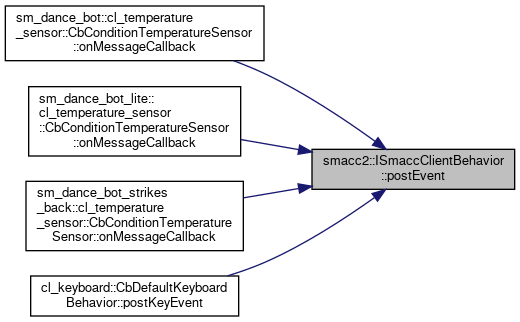 sm_dance_bot::cl_temperature
_sensor::CbConditionTemperatureSensor
::onMessageCallback
sm_dance_bot_lite::
cl_temperature_sensor
::CbConditionTemperatureSensor
::onMessageCallback
smacc2::ISmaccClientBehavior
::postEvent
sm_dance_bot_strikes
_back::cl_temperature
_sensor::CbConditionTemperature
Sensor::onMessageCallback
cl_keyboard::CbDefaultKeyboard
Behavior::postKeyEvent